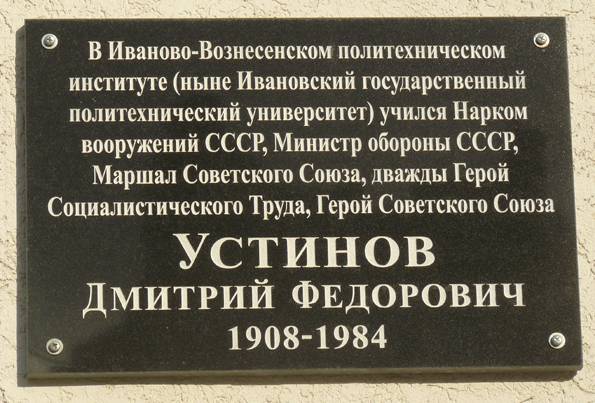 В Иваново-Вознесенском политехническом
институте (ныне Ивановский государственный
политехнический университет) учился Нарком
вооружений СССР, Министр обороны СССР,
Маршал Советского Союза, дважды Герой
Социалистического Труда, Герой Советского Союза
УСТИНОВ
ДМИТРИЙ ФЕДОРОВИЧ
1908-1984